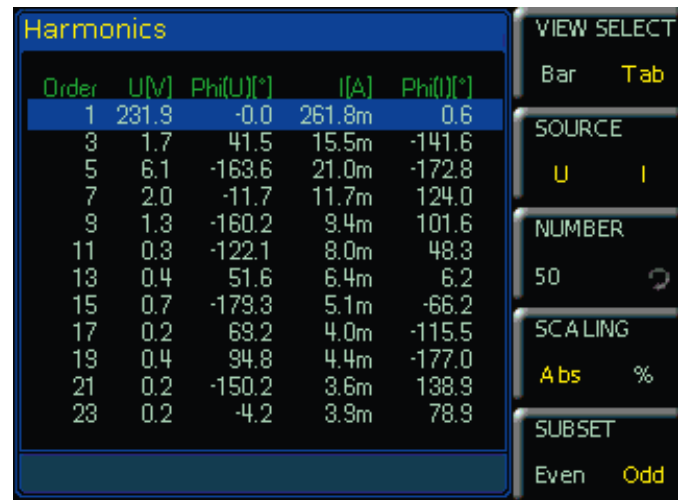 Harmonics
Order U[V] Phi(U)[°] I[A] Phi(I)[°]
1 231.9 -0.0 261.8m 0.6
3 1.7 41.5 15.5m -141.6
5 6.1 -163.6 21.0m -172.8
7 2.0 -11.7 11.7m 124.0
9 1.3 -160.2 9.4m 101.6
11 0.3 -122.1 8.0m 48.3
13 0.4 51.6 6.4m 6.2
15 0.7 -179.3 5.1m -66.2
17 0.2 69.2 4.0m -115.5
19 0.4 94.8 4.4m -177.0
21 0.2 -150.2 3.6m 138.9
23 0.2 -4.2 3.9m 78.9
VIEW SELECT
Bar Tab
SOURCE
U I
NUMBER
50
SCALING
Abs %
SUBSET
Even Odd